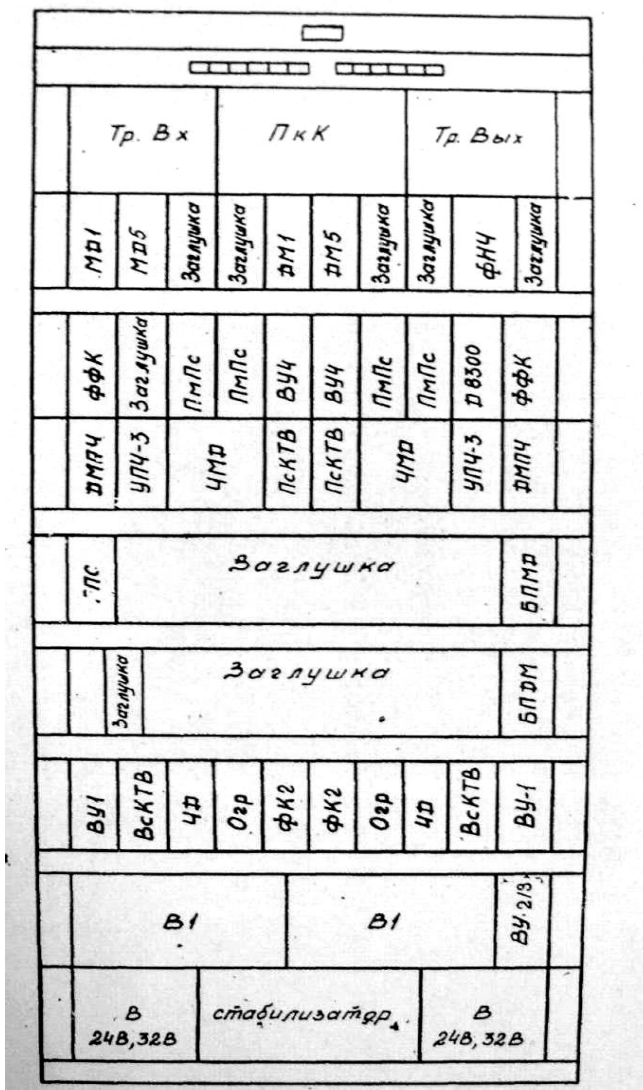 Тр. Вх ПкК Тр. Вых
МД1 МД5 Заглушка Заглушка ДМ1 ДМ5 Заглушка Заглушка ФНЧ Заглушка
ФФК Заглушка ПмПс ПмПс ВУ4 ВУ4 ПмПс ПмПс Д8300 ФФК
ДМПЧ УПЧ-3 ЧМД ПсКТВ ПсКТВ ЧМД УПЧ-3 ДМПЧ
ПС Заглушка БПМД
Заглушка Заглушка БПДМ
ВУ1 ВсКТВ ЧД Огр ФК2 ФК2 Огр ЧД ВсКТВ ВУ-1
В1 В1 ВУ-2/3
В стабилизатор В
24В,32В 24В,32В